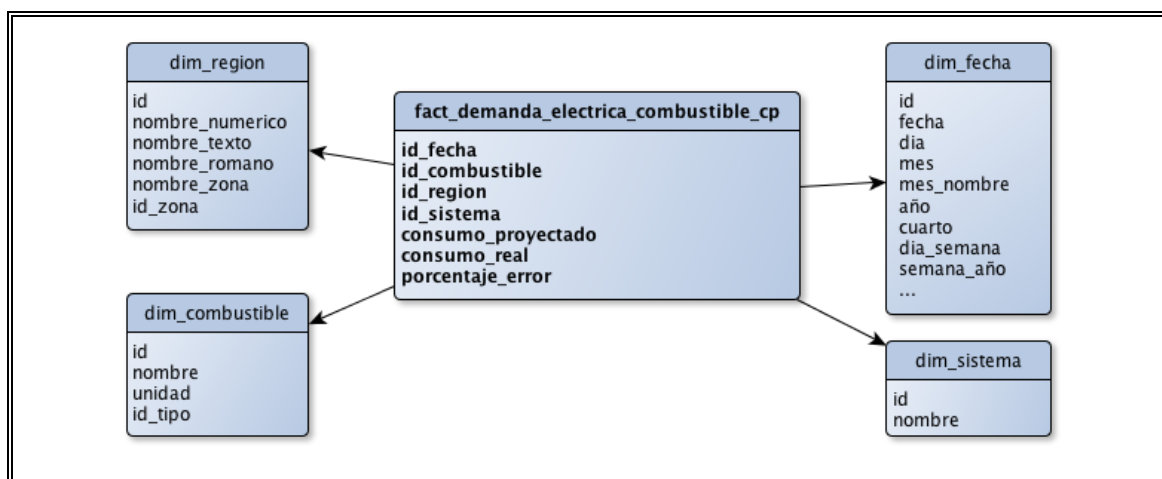 dim_region
id
nombre_numerico
nombre_texto
nombre_romano
nombre_zona
id_zona
fact_demanda_electrica_combustible_cp
id_fecha
id_combustible
id_region
id_sistema
consumo_proyectado
consumo_real
porcentaje_error
dim_fecha
id
fecha
dia
mes
mes_nombre
año
cuarto
dia_semana
semana_año
...
dim_combustible
id
nombre
unidad
id_tipo
dim_sistema
id
nombre